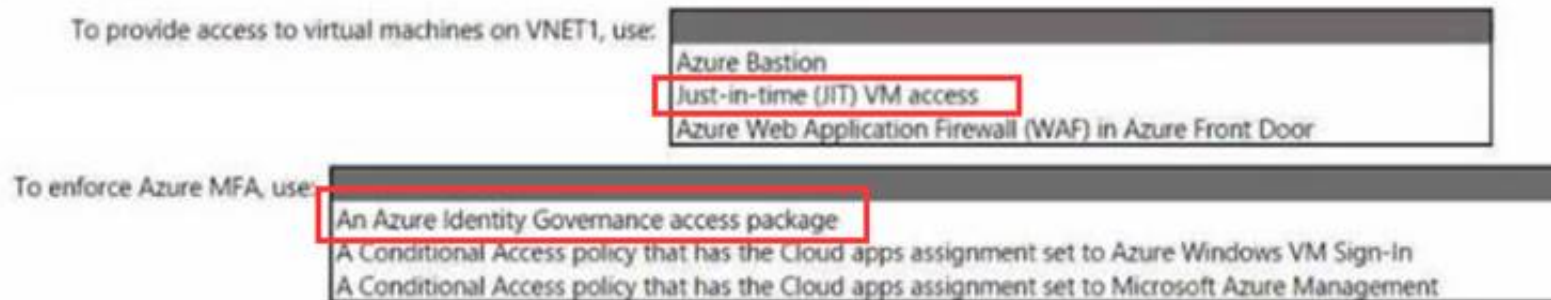 To provide access to virtual machines on VNET1, use:
Azure Bastion
Just-in-time (JIT) VM access
Azure Web Application Firewall (WAF) in Azure Front Door
To enforce Azure MFA, use:
An Azure Identity Governance access package
A Conditional Access policy that has the Cloud apps assignment set to Azure Windows VM Sign-In
A Conditional Access policy that has the Cloud apps assignment set to Microsoft Azure Management